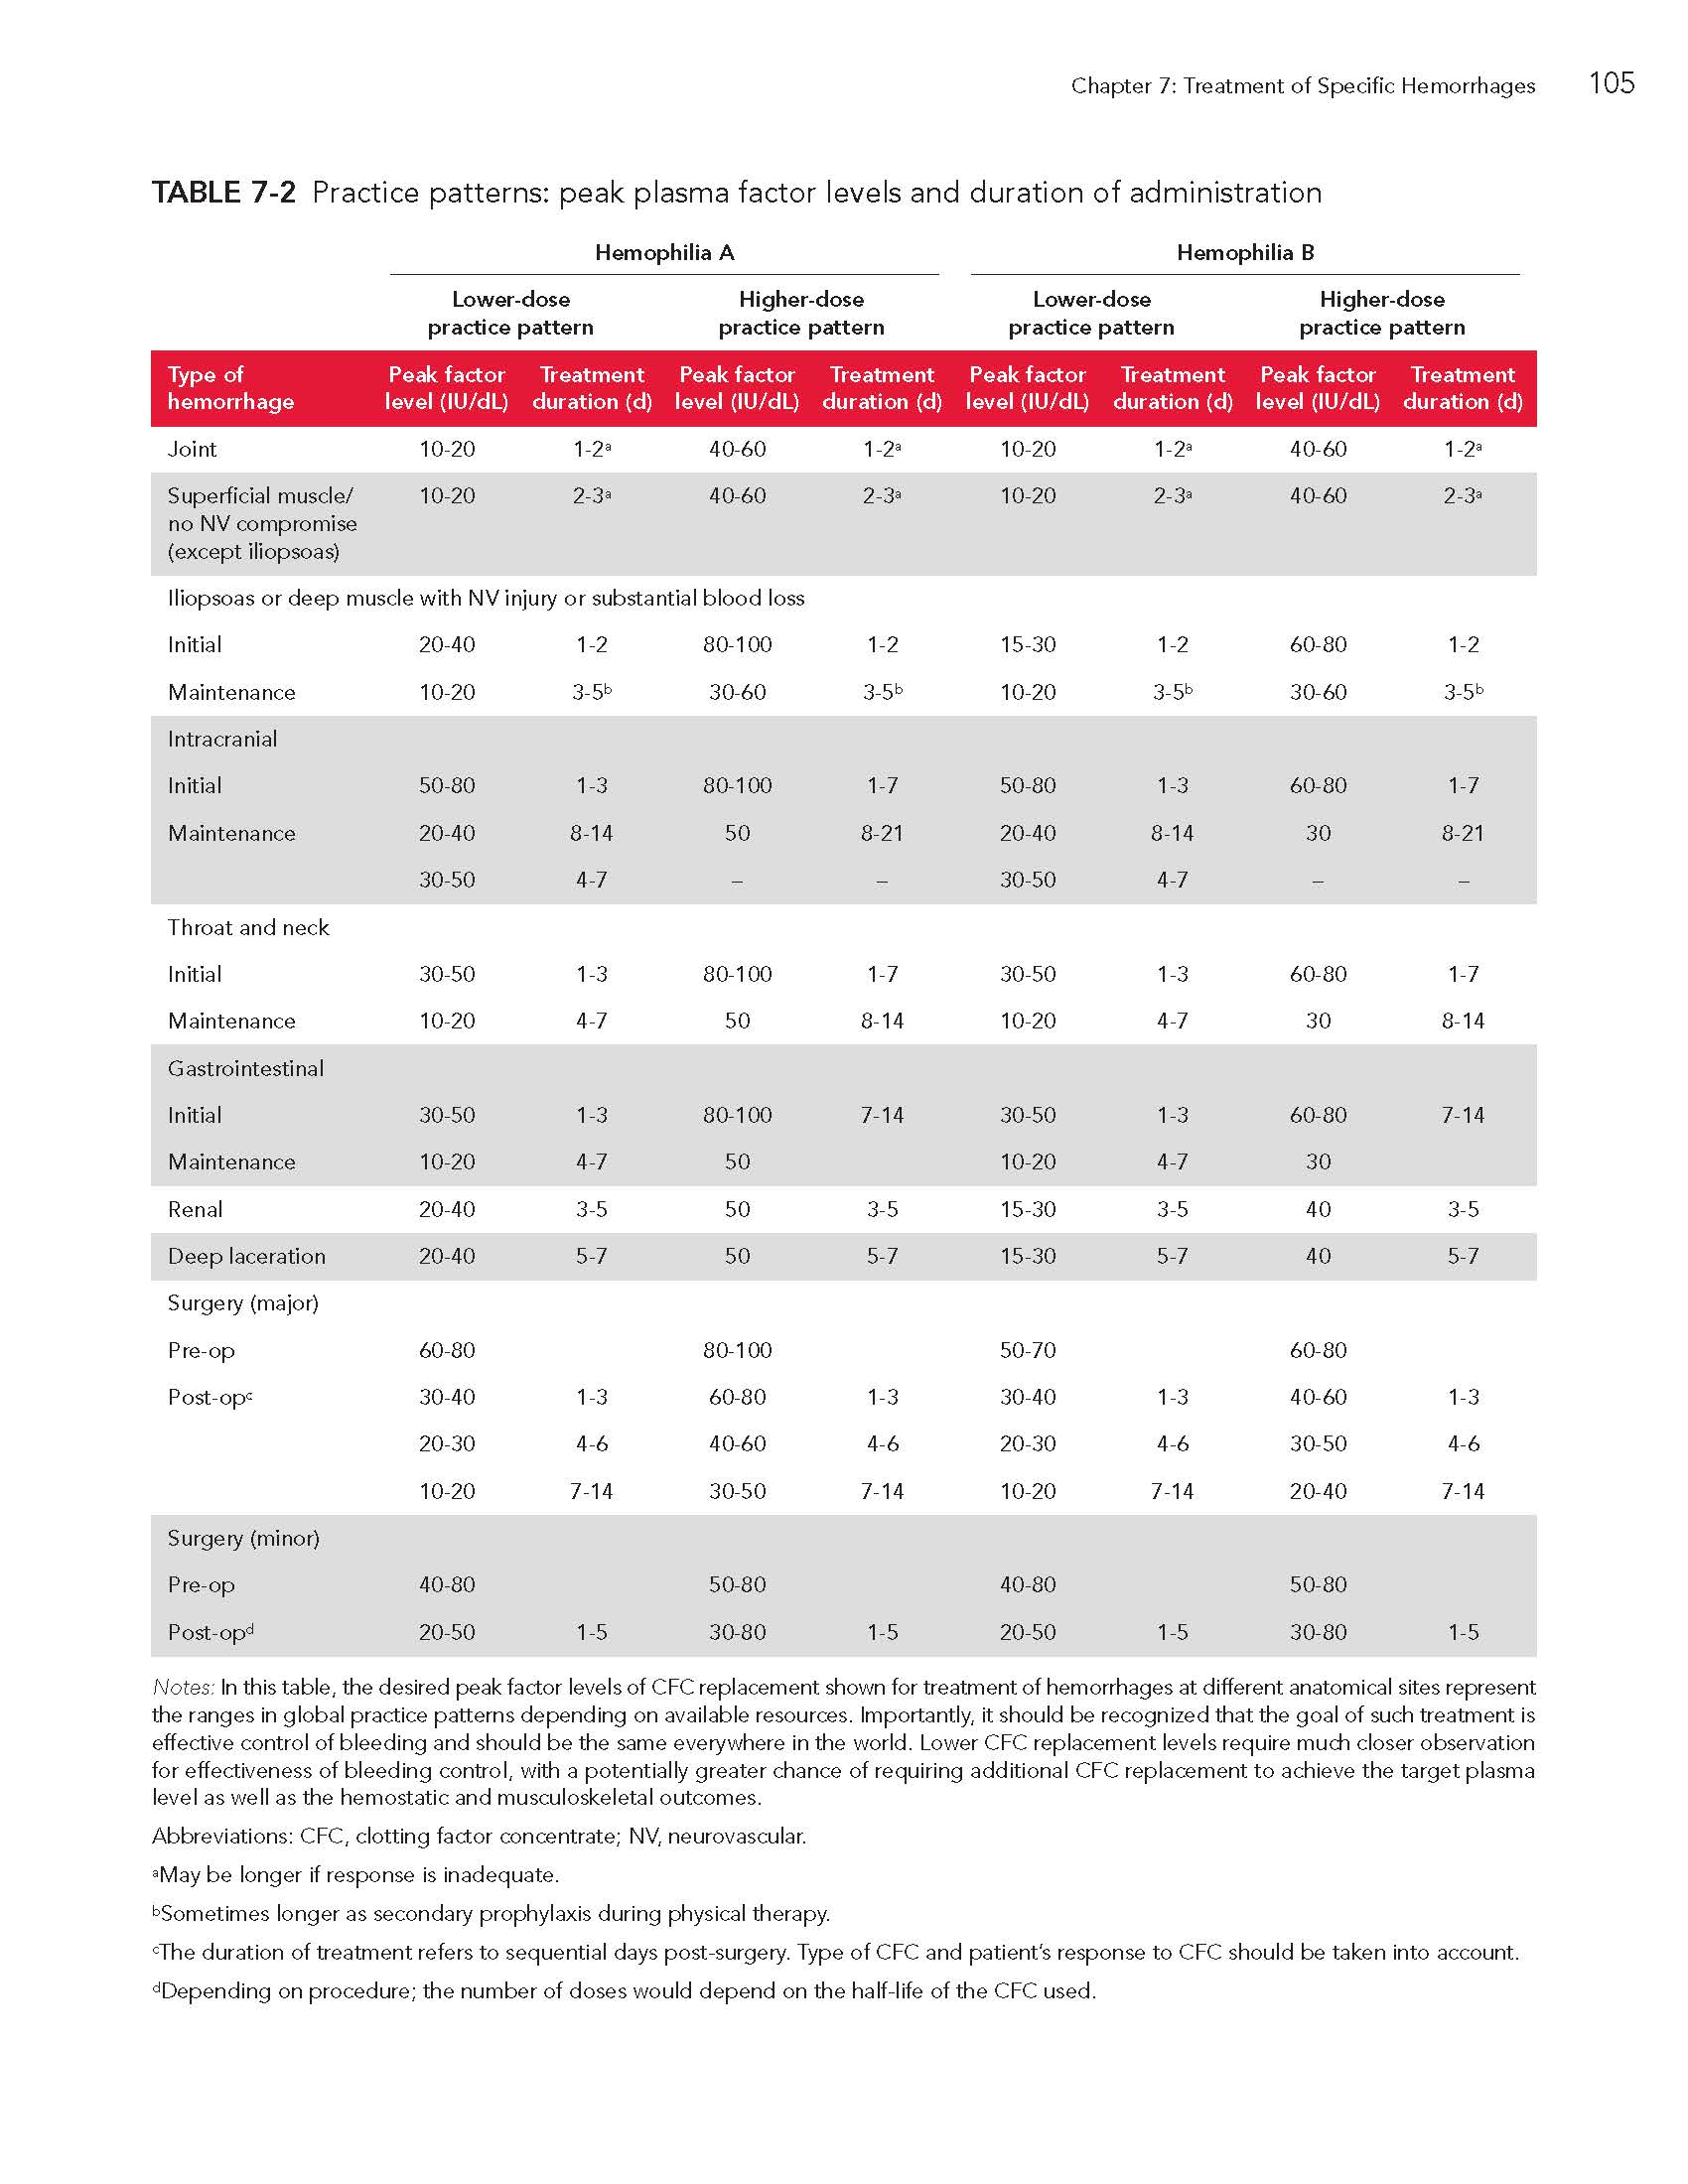 Chapter 7: Treatment of Specific Hemorrhages 105
TABLE 7-2 Practice patterns: peak plasma factor levels and duration of administration
Hemophilia A Hemophilia B
Lower-dose Higher-dose Lower-dose Higher-dose
practice pattern practice pattern practice pattern practice pattern
Type of Peak factor Treatment Peak factor Treatment Peak factor Treatment Peak factor Treatment
hemorrhage level (IU/dL) duration (d) level (IU/dL) duration (d) level (IU/dL) duration (d) level (IU/dL) duration (d)
Joint 10-20 1-2ᵃ 40-60 1-2ᵃ 10-20 1-2ᵃ 40-60 1-2ᵃ
Superficial muscle/ 10-20 2-3ᵃ 40-60 2-3ᵃ 10-20 2-3ᵃ 40-60 2-3ᵃ
no NV compromise
(except iliopsoas)
Iliopsoas or deep muscle with NV injury or substantial blood loss
Initial 20-40 1-2 80-100 1-2 15-30 1-2 60-80 1-2
Maintenance 10-20 3-5ᵇ 30-60 3-5ᵇ 10-20 3-5ᵇ 30-60 3-5ᵇ
Intracranial
Initial 50-80 1-3 80-100 1-7 50-80 1-3 60-80 1-7
Maintenance 20-40 8-14 50 8-21 20-40 8-14 30 8-21
30-50 4-7 – – 30-50 4-7 – –
Throat and neck
Initial 30-50 1-3 80-100 1-7 30-50 1-3 60-80 1-7
Maintenance 10-20 4-7 50 8-14 10-20 4-7 30 8-14
Gastrointestinal
Initial 30-50 1-3 80-100 7-14 30-50 1-3 60-80 7-14
Maintenance 10-20 4-7 50 10-20 4-7 30
Renal 20-40 3-5 50 3-5 15-30 3-5 40 3-5
Deep laceration 20-40 5-7 50 5-7 15-30 5-7 40 5-7
Surgery (major)
Pre-op 60-80 80-100 50-70 60-80
Post-opᶜ 30-40 1-3 60-80 1-3 30-40 1-3 40-60 1-3
20-30 4-6 40-60 4-6 20-30 4-6 30-50 4-6
10-20 7-14 30-50 7-14 10-20 7-14 20-40 7-14
Surgery (minor)
Pre-op 40-80 50-80 40-80 50-80
Post-opᵈ 20-50 1-5 30-80 1-5 20-50 1-5 30-80 1-5
Notes: In this table, the desired peak factor levels of CFC replacement shown for treatment of hemorrhages at different anatomical sites represent
the ranges in global practice patterns depending on available resources. Importantly, it should be recognized that the goal of such treatment is
effective control of bleeding and should be the same everywhere in the world. Lower CFC replacement levels require much closer observation
for effectiveness of bleeding control, with a potentially greater chance of requiring additional CFC replacement to achieve the target plasma
level as well as the hemostatic and musculoskeletal outcomes.
Abbreviations: CFC, clotting factor concentrate; NV, neurovascular.
ᵃMay be longer if response is inadequate.
ᵇSometimes longer as secondary prophylaxis during physical therapy.
ᶜThe duration of treatment refers to sequential days post-surgery. Type of CFC and patient’s response to CFC should be taken into account.
ᵈDepending on procedure; the number of doses would depend on the half-life of the CFC used.